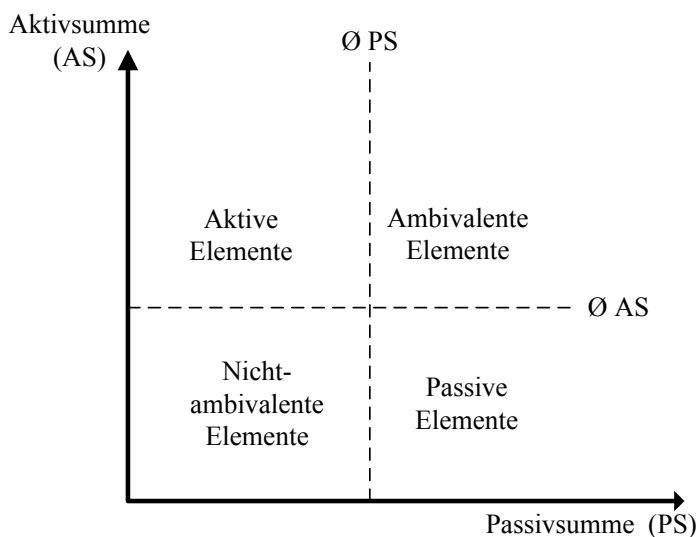 Aktivsumme
(AS)
Ø PS
Aktive
Elemente
Ambivalente
Elemente
Ø AS
Nicht-
ambivalente
Elemente
Passive
Elemente
Passivsumme (PS)